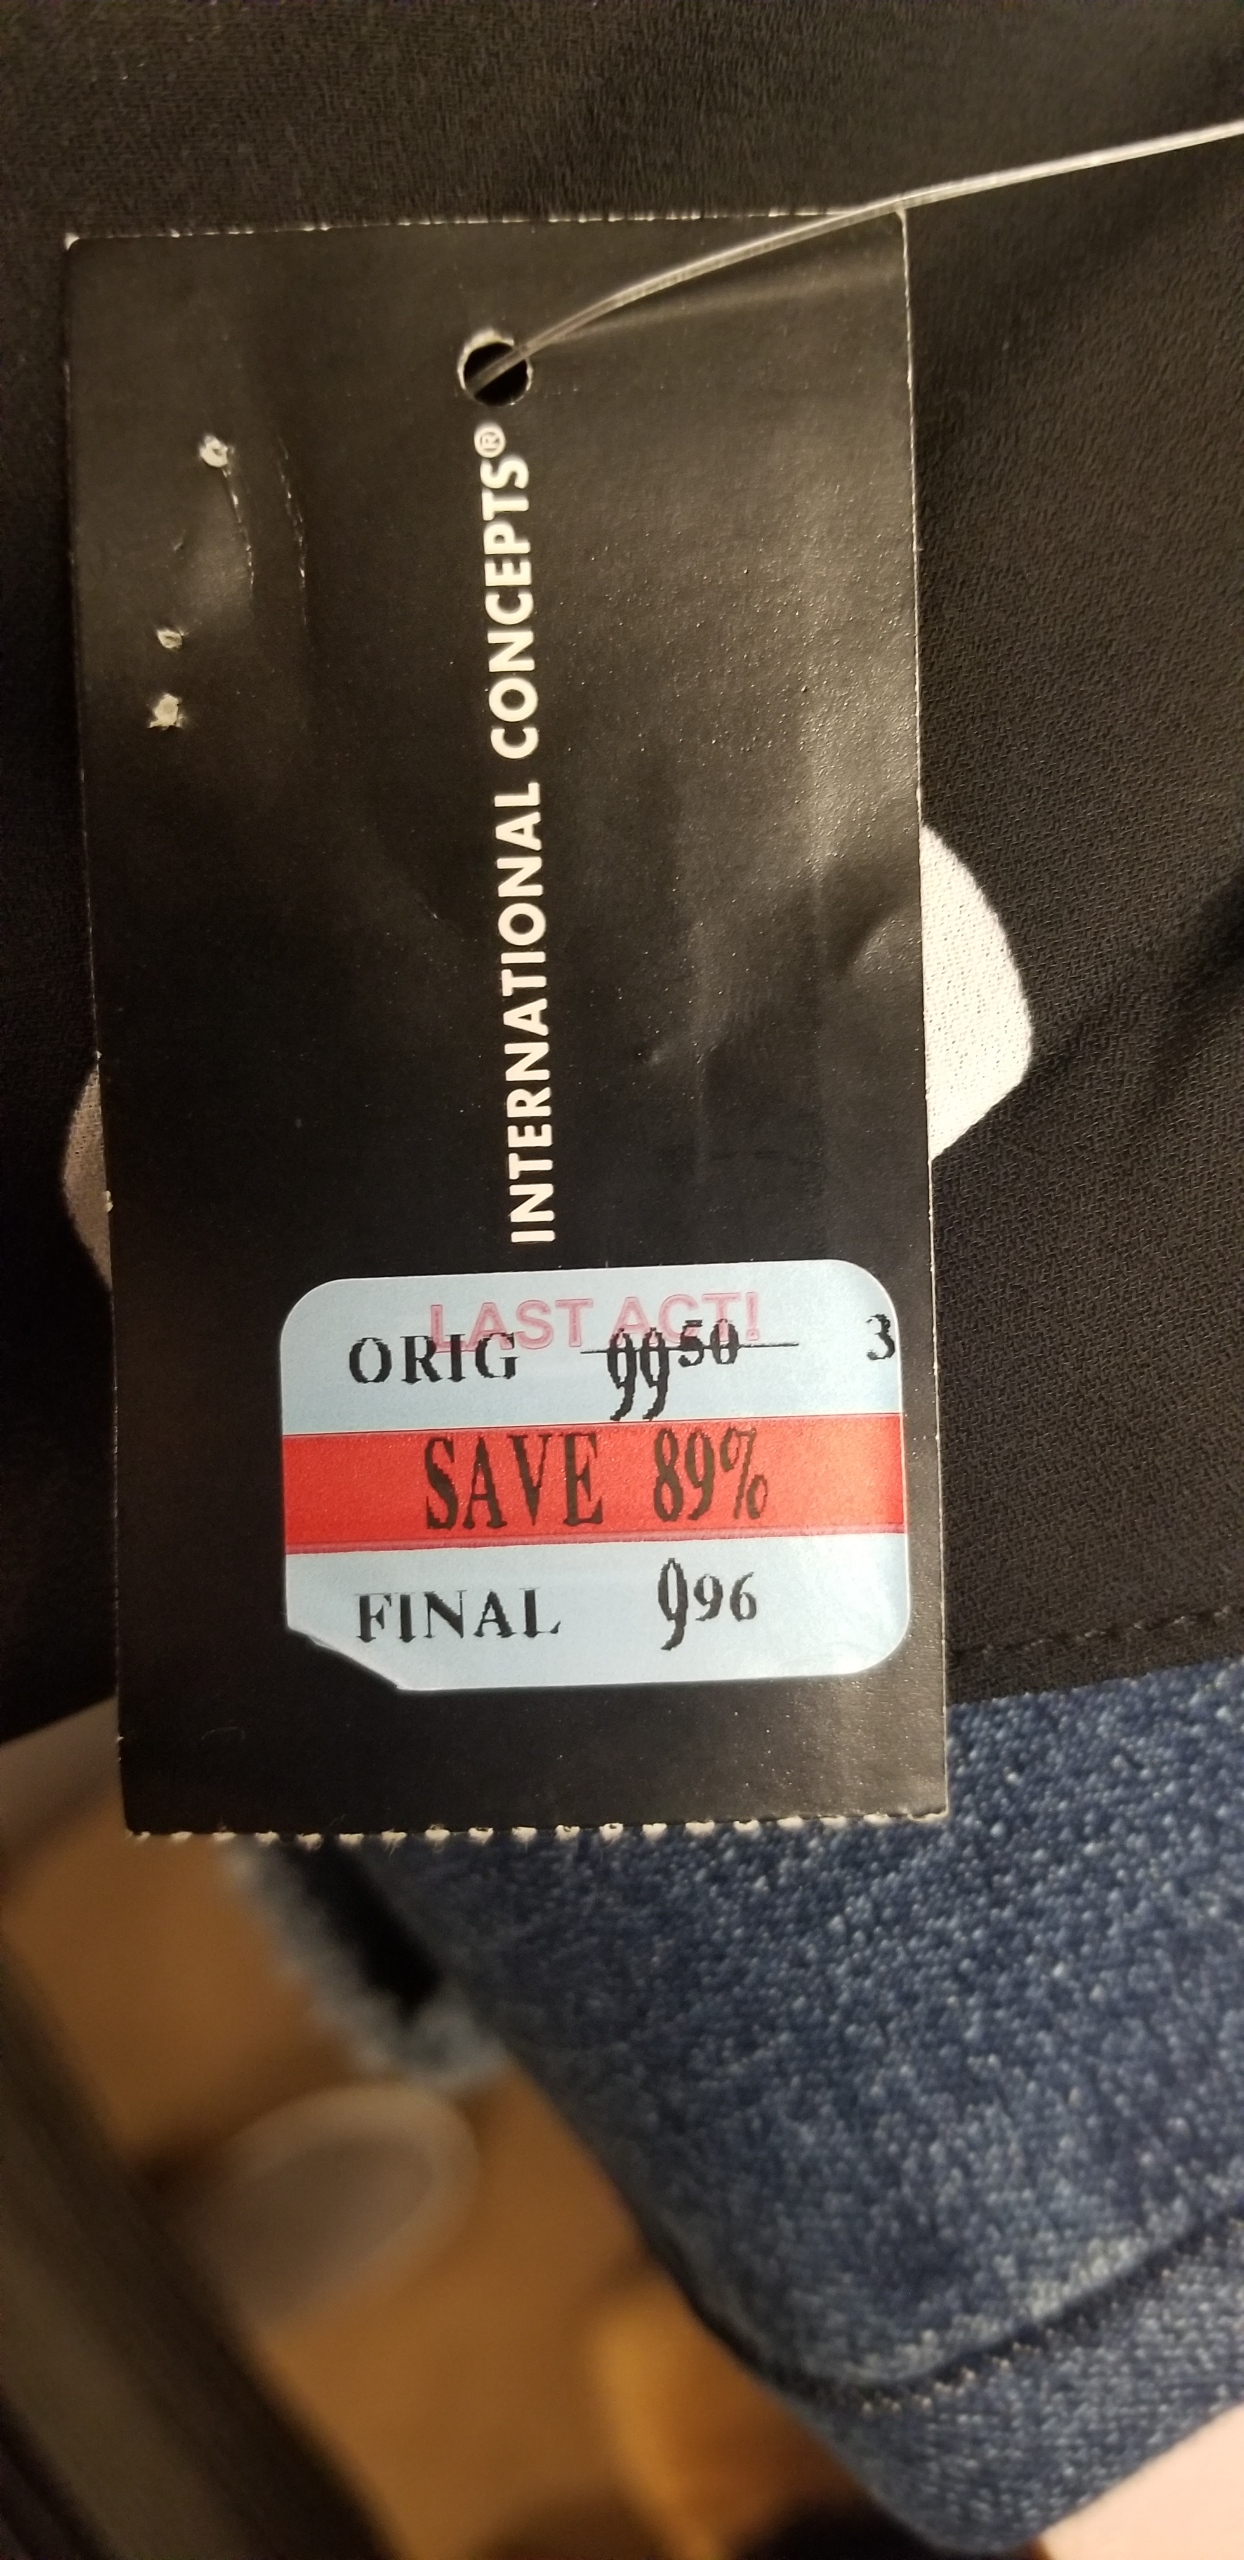 INTERNATIONAL CONCEPTS®
LAST ACT!
ORIG 9950 3
SAVE 89%
FINAL 996